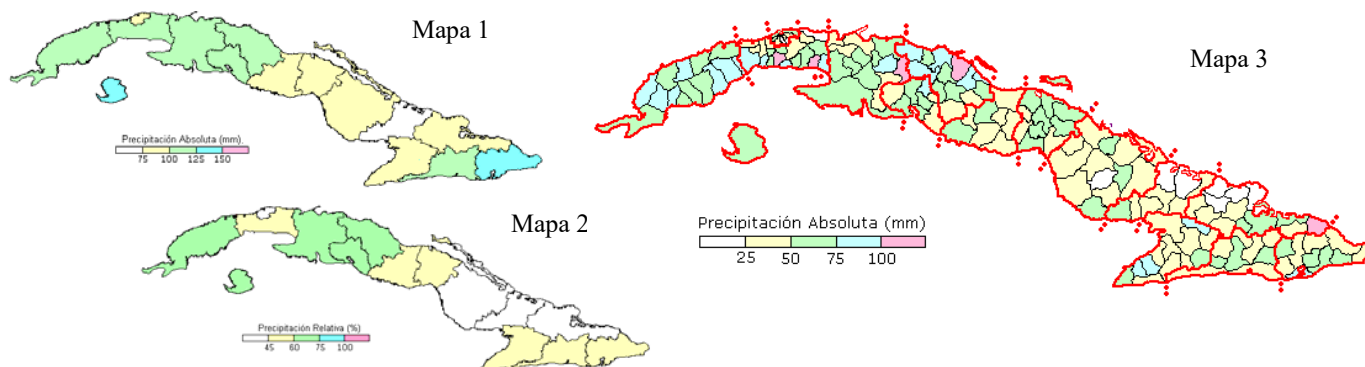 Mapa 1
Precipitación Absoluta (mm)
75 100 125 150
Mapa 2
Precipitación Relativa (%)
45 60 75 100
Mapa 3
Precipitación Absoluta (mm)
25 50 75 100